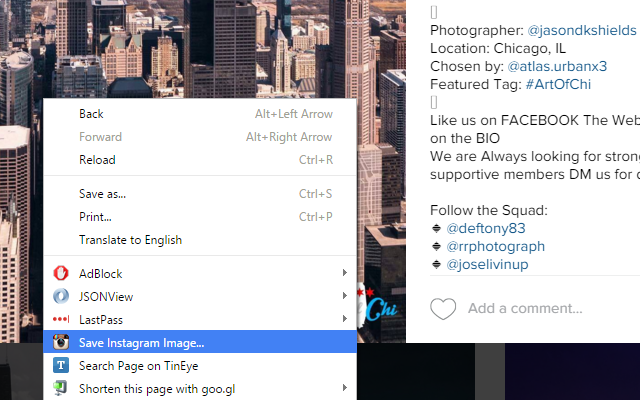 Photographer: @jasondkshields
Location: Chicago, IL
Chosen by: @atlas.urbanx3
Featured Tag: #ArtOfChi
Like us on FACEBOOK The Web
on the BIO
We are Always looking for strong
supportive members DM us for
Follow the Squad:
@deftony83
@rrphotograph
@joselivinup
Add a comment...
Back Alt+Left Arrow
Forward Alt+Right Arrow
Reload Ctrl+R
Save as... Ctrl+S
Print... Ctrl+P
Translate to English
AdBlock
JSONView
LastPass
Save Instagram Image...
Search Page on TinEye
Shorten this page with goo.gl
Chi